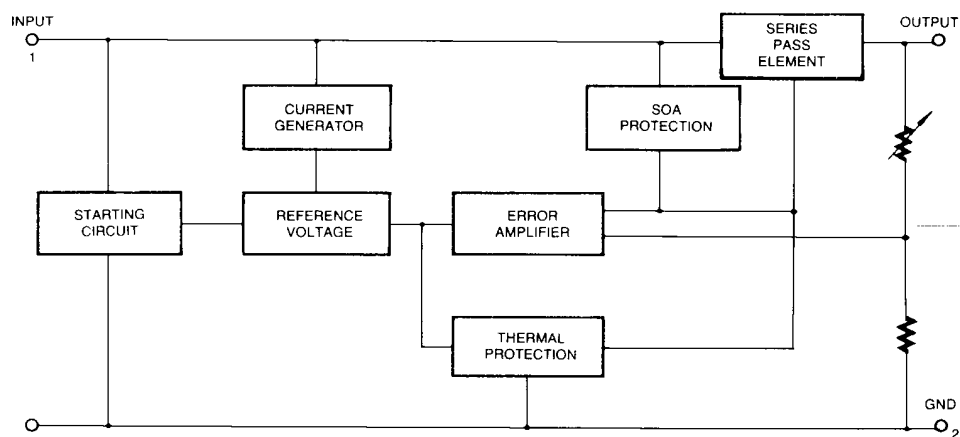 INPUT
1
OUTPUT
SERIES
PASS
ELEMENT
CURRENT
GENERATOR
SOA
PROTECTION
STARTING
CIRCUIT
REFERENCE
VOLTAGE
ERROR
AMPLIFIER
THERMAL
PROTECTION
GND
2